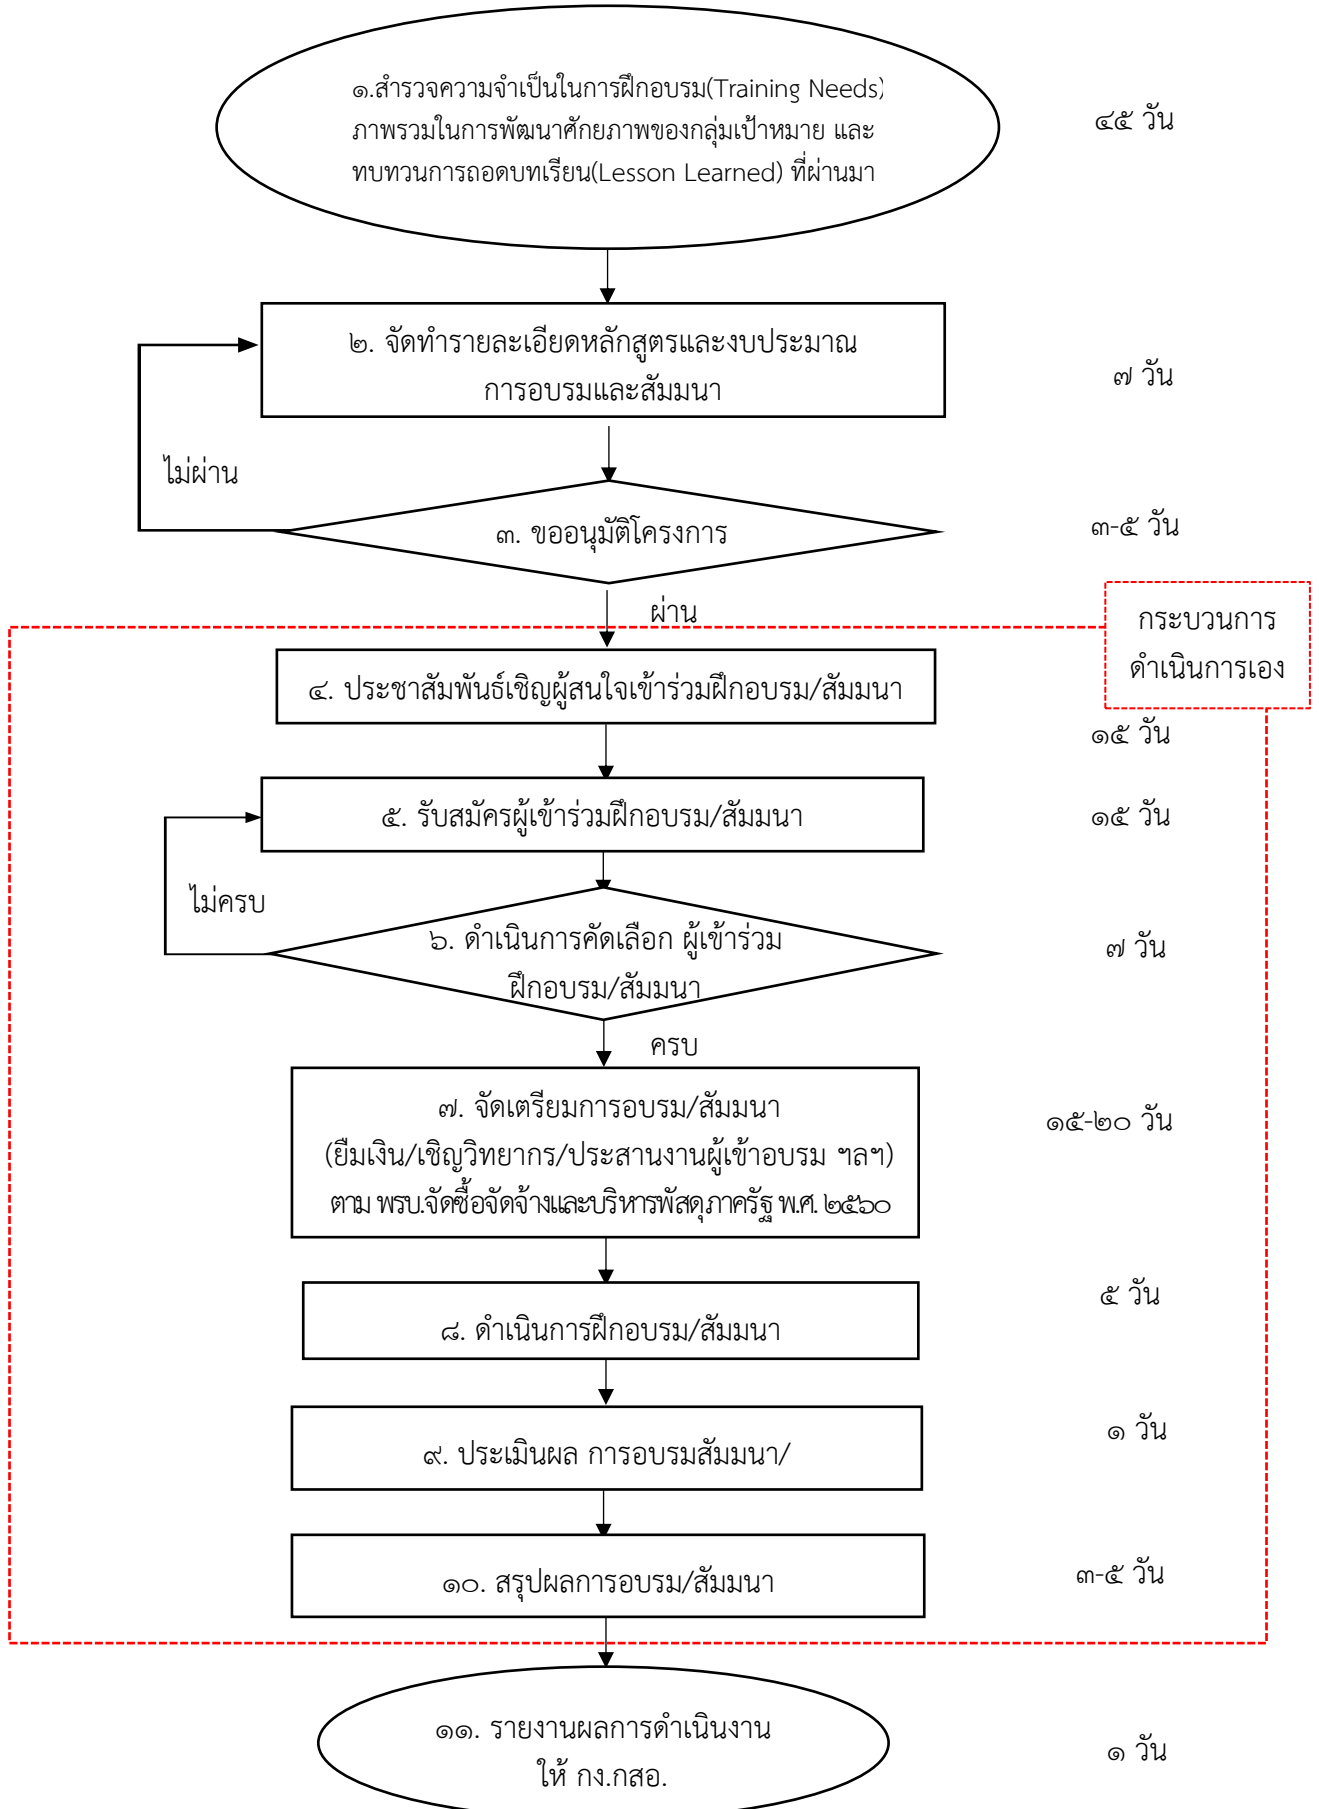 ๑.สำรวจความจำเป็นในการฝึกอบรม(Training Needs)
ภาพรวมในการพัฒนาศักยภาพของกลุ่มเป้าหมาย และ
ทบทวนการถอดบทเรียน(Lesson Learned) ที่ผ่านมา
๔๕ วัน
๒. จัดทำรายละเอียดหลักสูตรและงบประมาณ
การอบรมและสัมมนา
๗ วัน
ไม่ผ่าน
๓. ขออนุมัติโครงการ
๓-๕ วัน
ผ่าน
กระบวนการ
ดำเนินการเอง
๔. ประชาสัมพันธ์เชิญผู้สนใจเข้าร่วมฝึกอบรม/สัมมนา
๑๕ วัน
๕. รับสมัครผู้เข้าร่วมฝึกอบรม/สัมมนา
๑๕ วัน
ไม่ครบ
๖. ดำเนินการคัดเลือก ผู้เข้าร่วม
ฝึกอบรม/สัมมนา
๗ วัน
ครบ
๗. จัดเตรียมการอบรม/สัมมนา
(ยืมเงิน/เชิญวิทยากร/ประสานงานผู้เข้าอบรม ฯลฯ)
ตาม พรบ.จัดซื้อจัดจ้างและบริหารพัสดุภาครัฐ พ.ศ. ๒๕๖๐
๑๕-๒๐ วัน
๘. ดำเนินการฝึกอบรม/สัมมนา
๕ วัน
๙. ประเมินผล การอบรมสัมมนา/
๑ วัน
๑๐. สรุปผลการอบรม/สัมมนา
๓-๕ วัน
๑๑. รายงานผลการดำเนินงาน
ให้ กง.กสอ.
๑ วัน